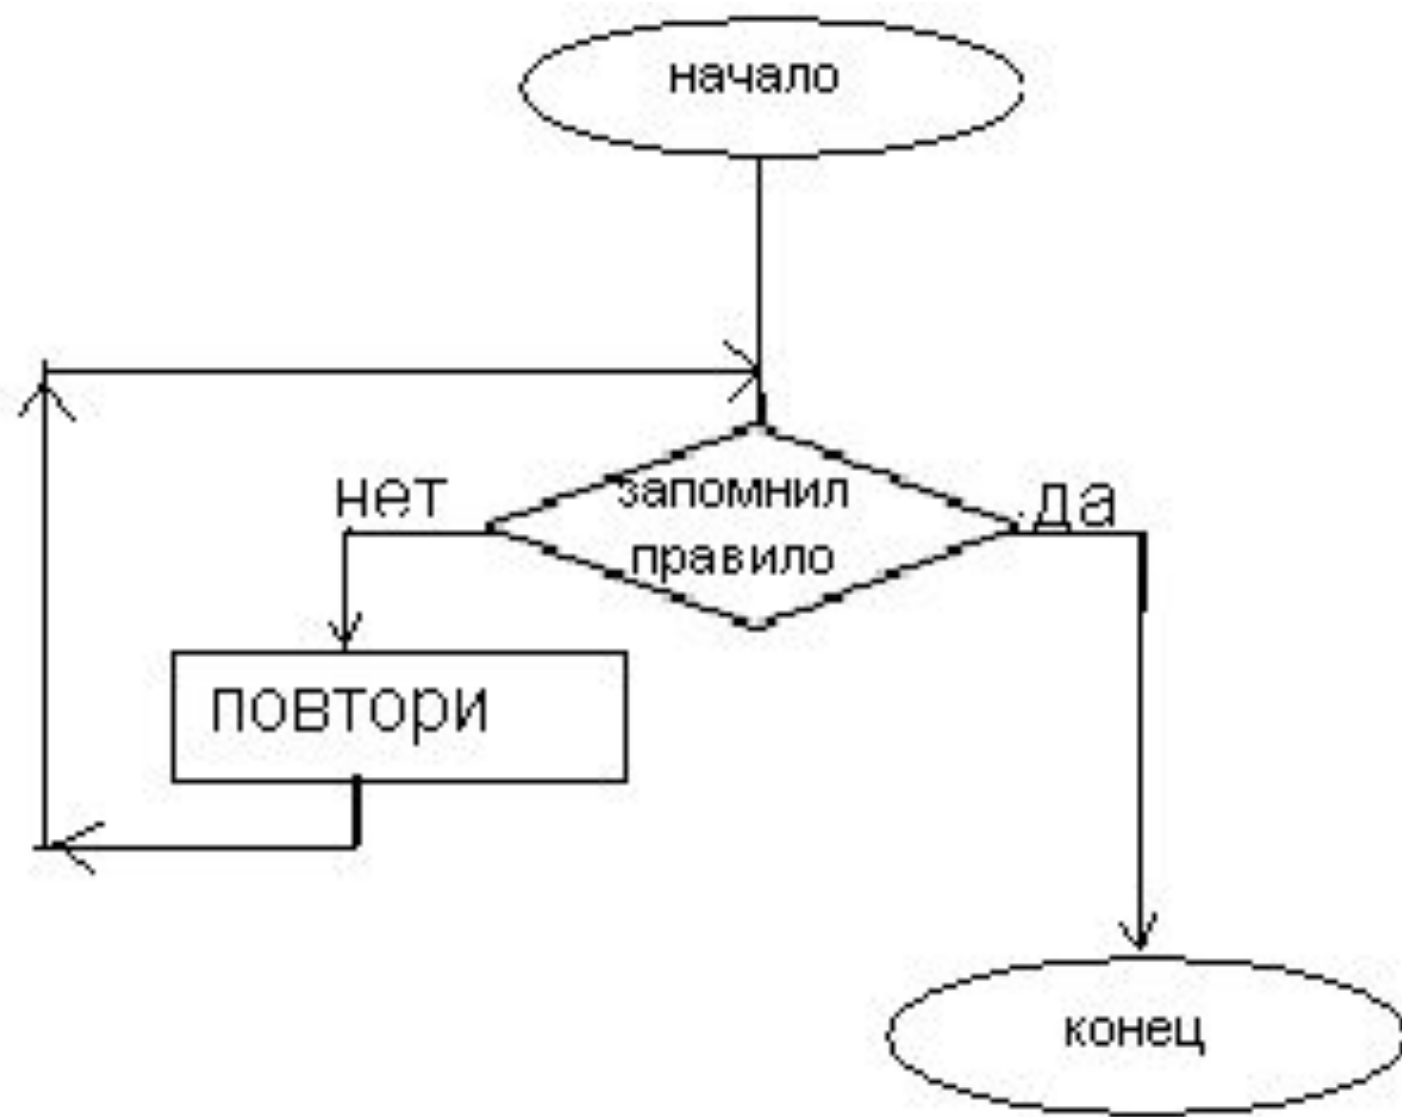 начало
нет
запомнил
правило
да
повтори
конец